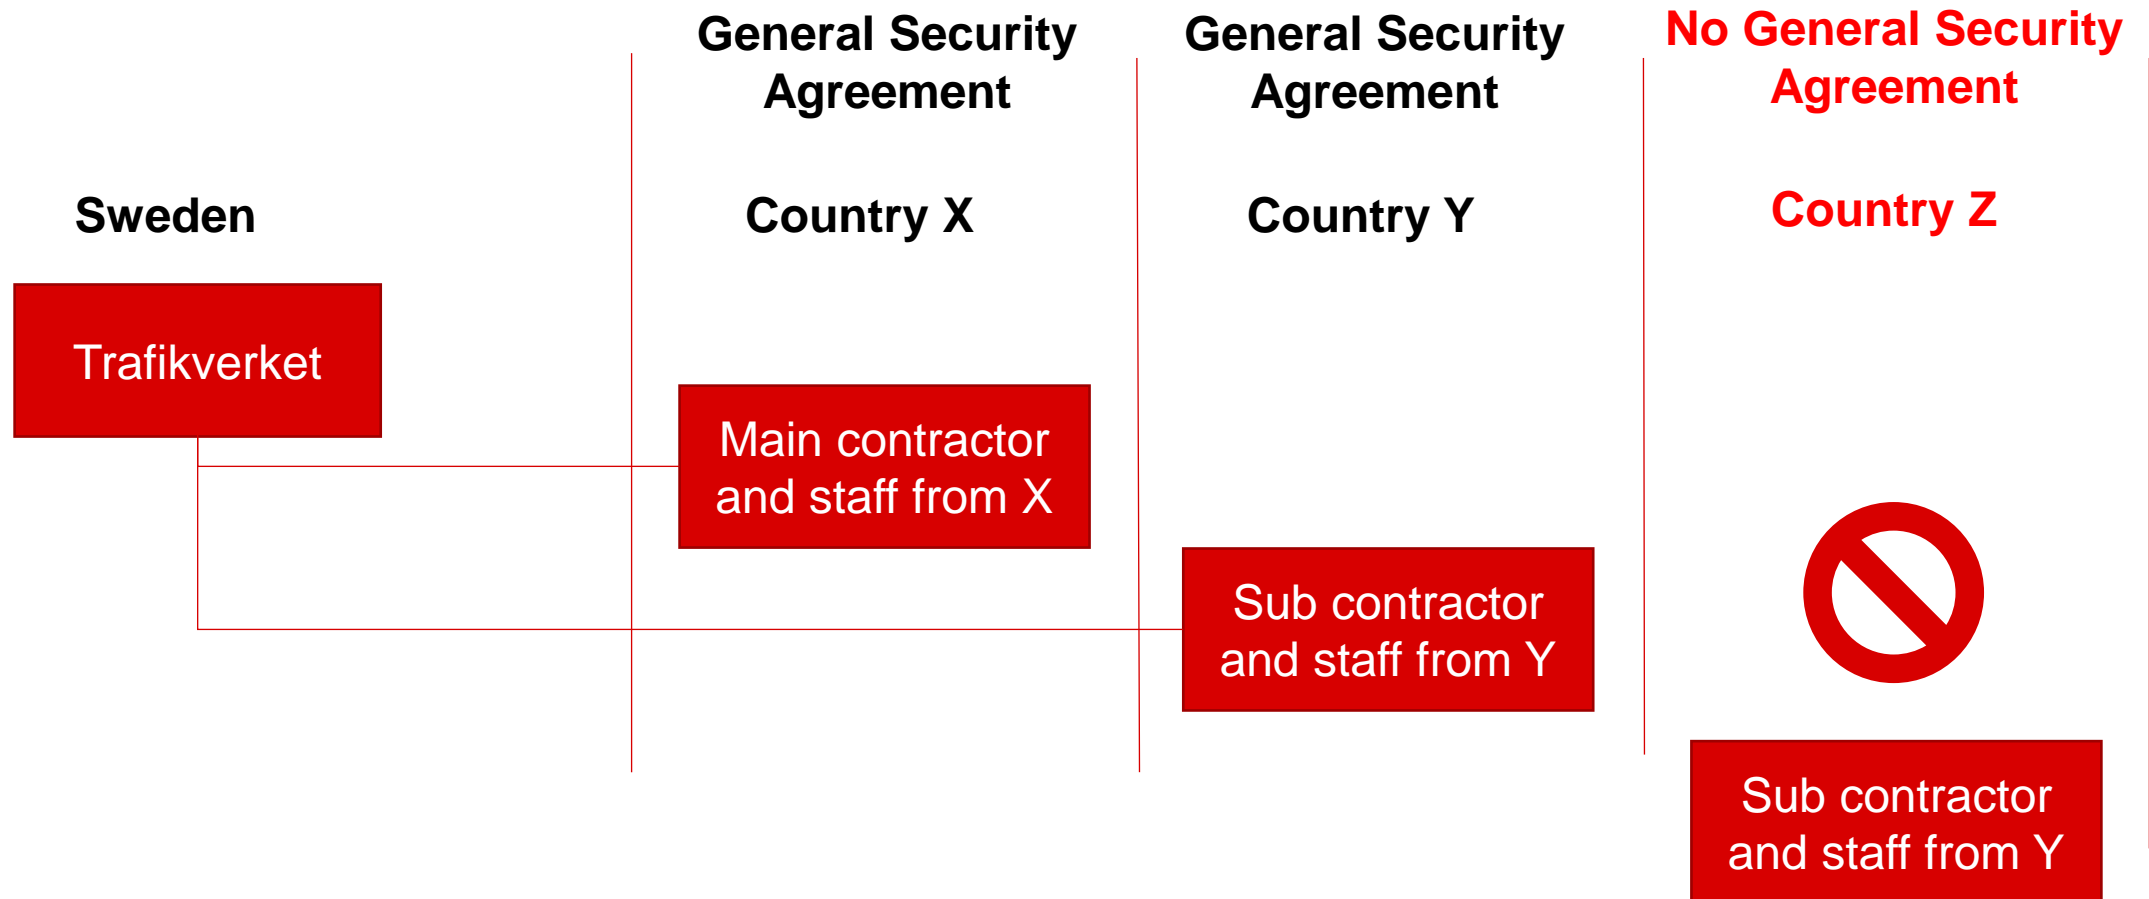 General Security
Agreement
General Security
Agreement
No General Security
Agreement
Sweden
Country X
Country Y
Country Z
Trafikverket
Main contractor
and staff from X
Sub contractor
and staff from Y
Sub contractor
and staff from Y